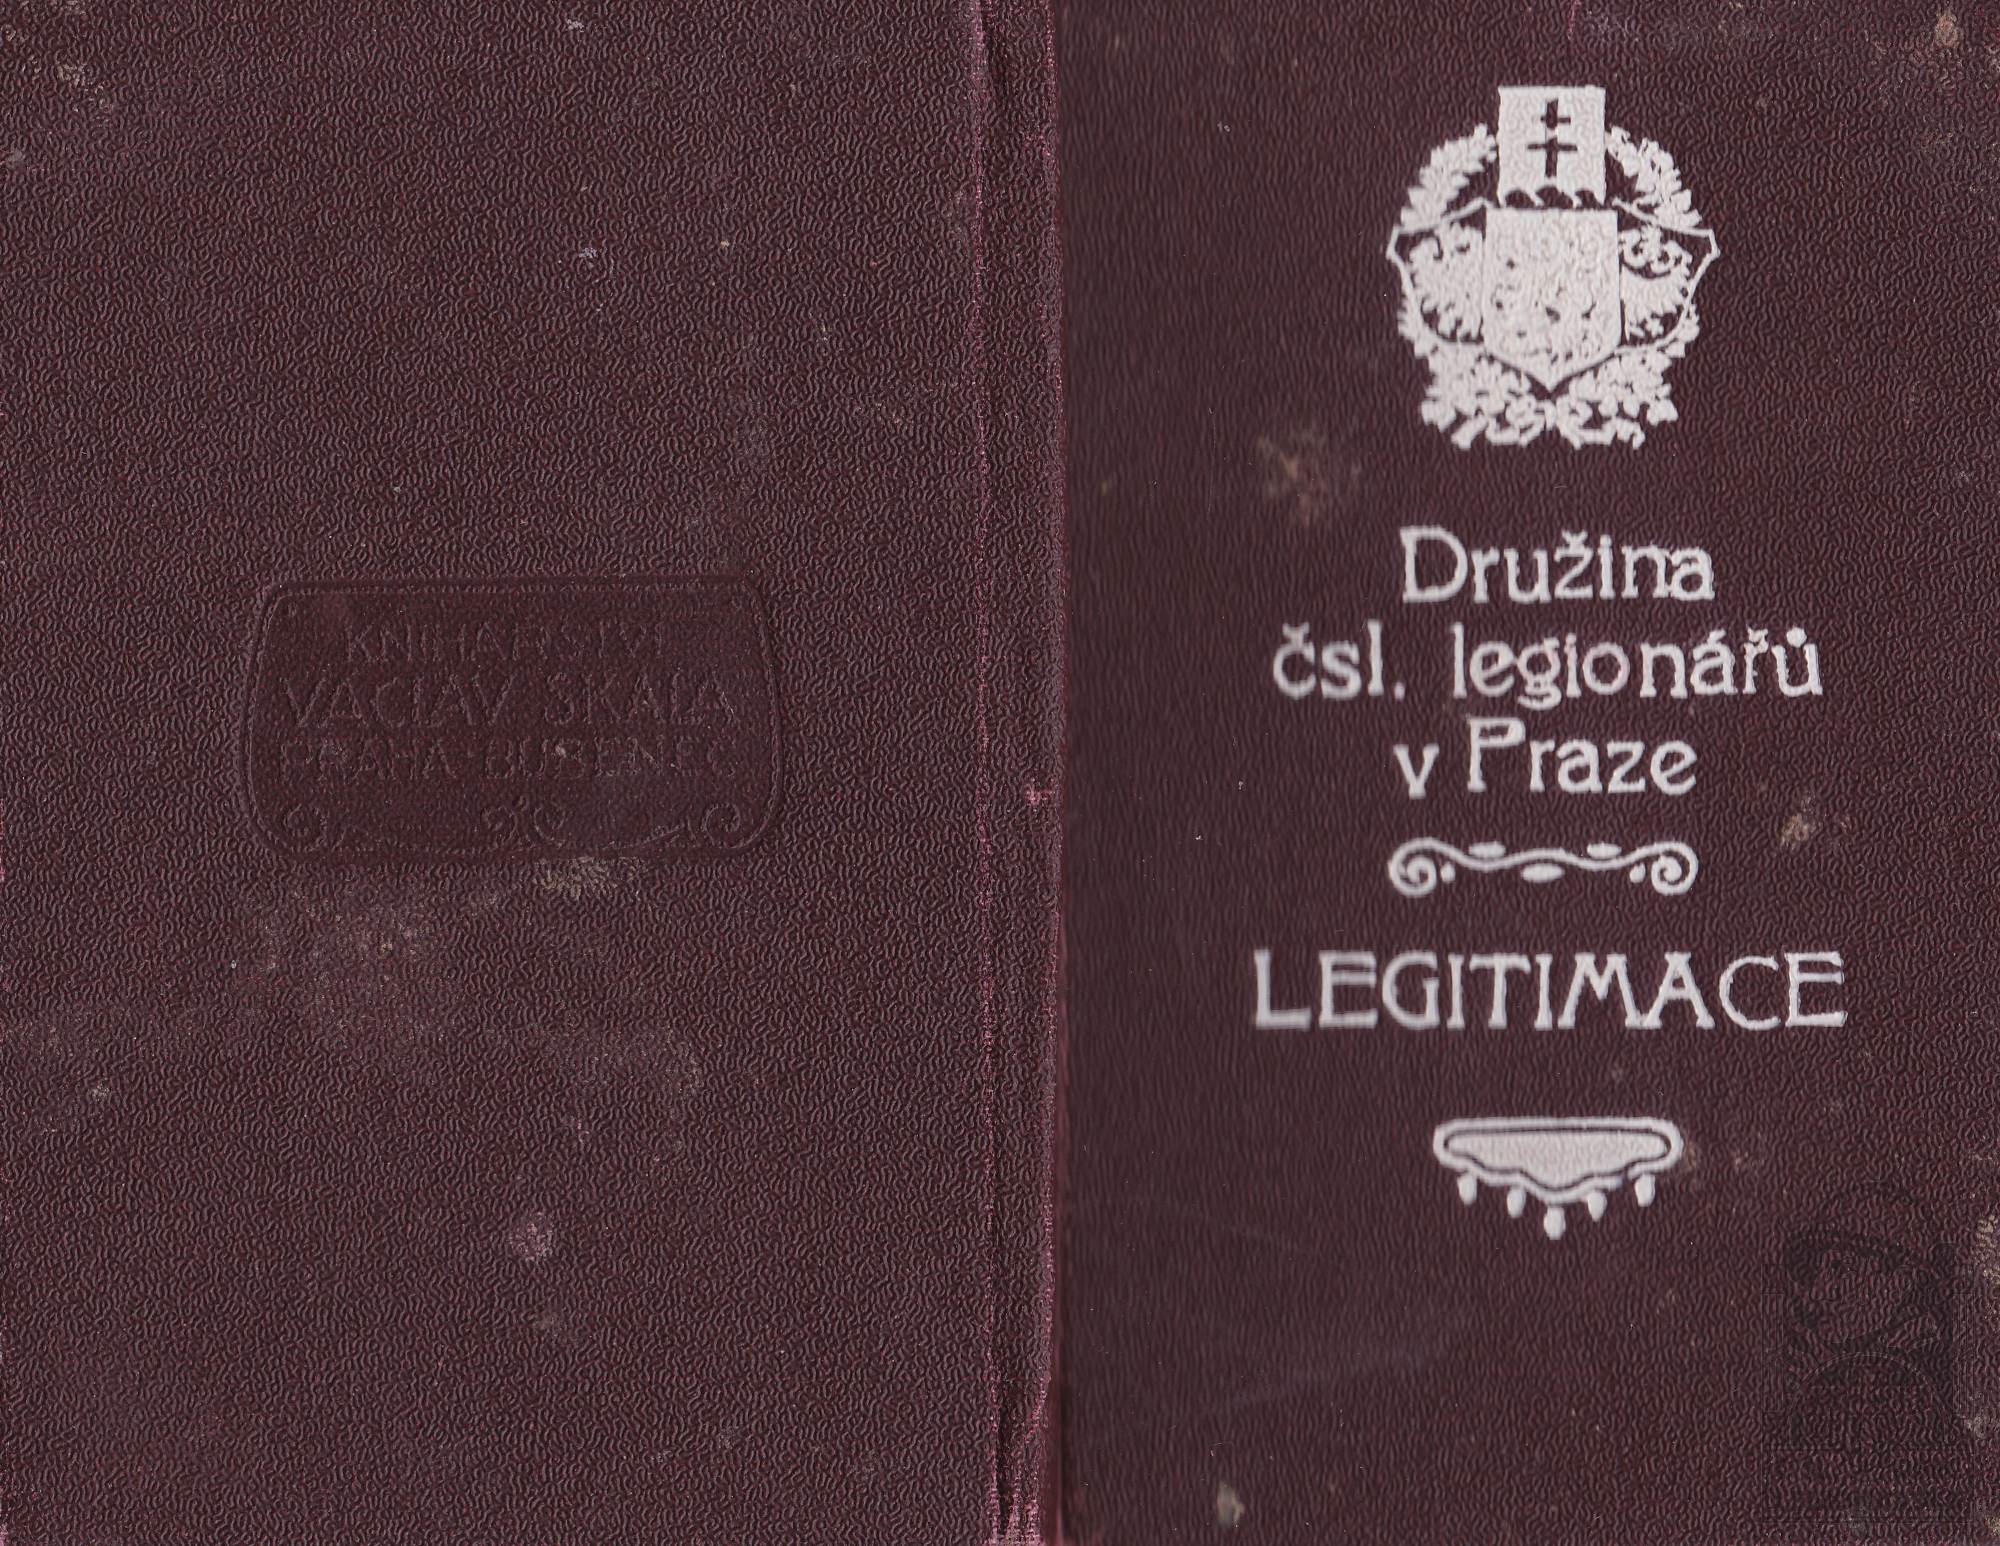 KNIHAŘSTVÍ
VÁCLAV SKÁLA
PRAHA-BUBENEČ
Družina
čsl. legionářů
v Praze
LEGITIMACE